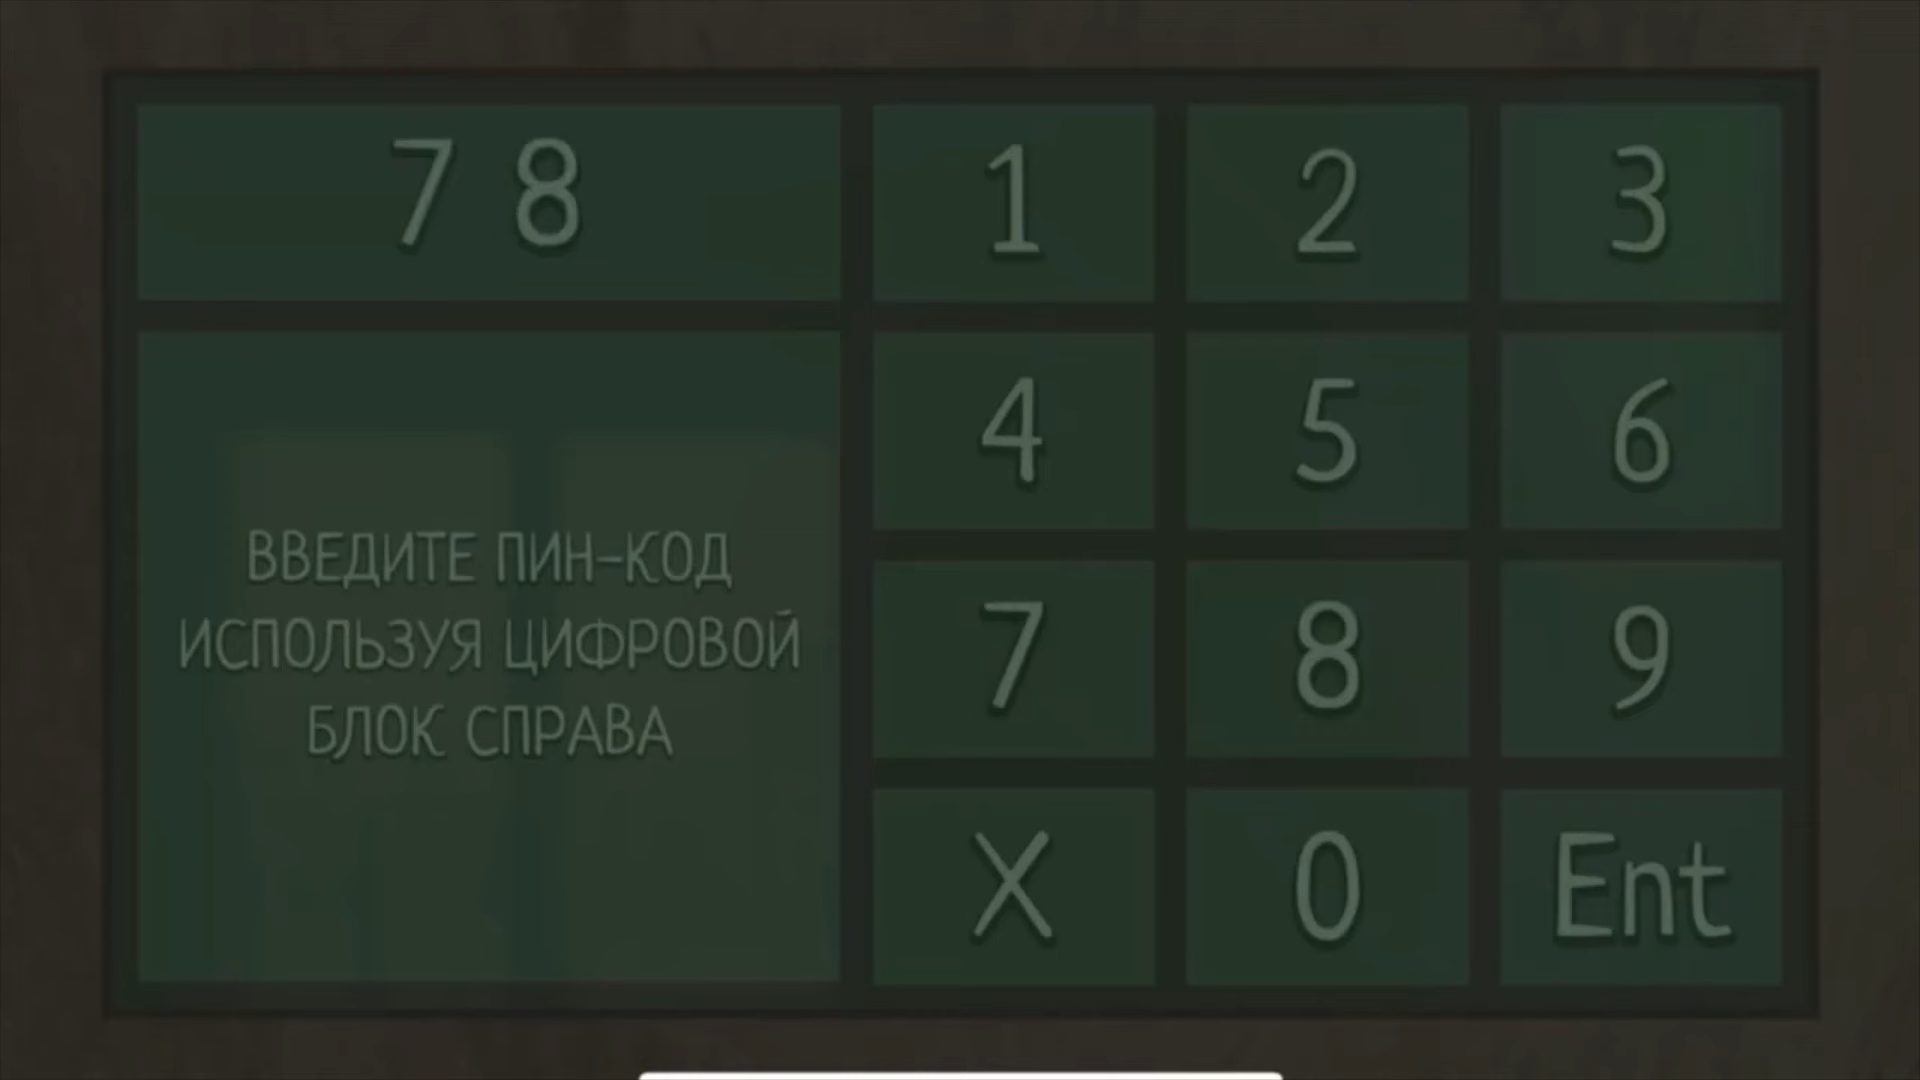 7 8
1 2 3
4 5 6
7 8 9
X 0 Ent
ВВЕДИТЕ ПИН-КОД
ИСПОЛЬЗУЯ ЦИФРОВОЙ
БЛОК СПРАВА